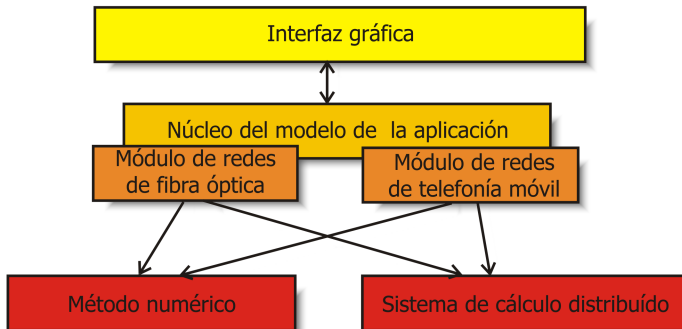 Interfaz gráfica
Núcleo del modelo de la aplicación
Módulo de redes
de fibra óptica
Módulo de redes
de telefonía móvil
Método numérico
Sistema de cálculo distribuído